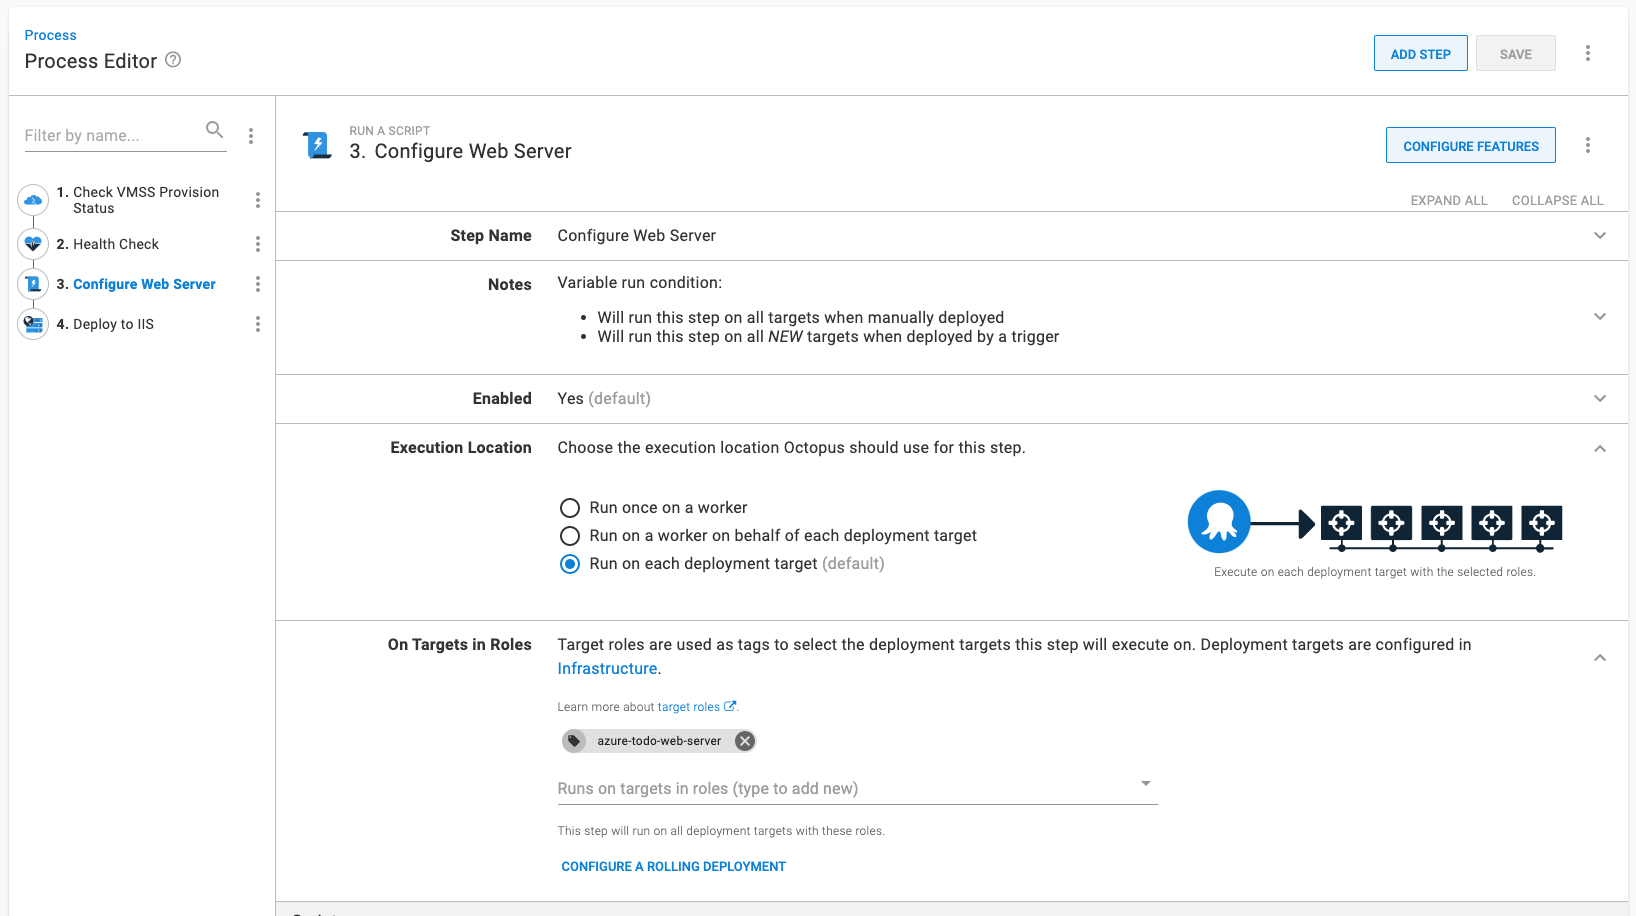 Process
Process Editor
ADD STEP
SAVE
Filter by name...
1. Check VMSS Provision
Status
2. Health Check
3. Configure Web Server
4. Deploy to IIS
RUN A SCRIPT
3. Configure Web Server
CONFIGURE FEATURES
EXPAND ALL
COLLAPSE ALL
Step Name
Configure Web Server
Notes
Variable run condition:
• Will run this step on all targets when manually deployed
• Will run this step on all NEW targets when deployed by a trigger
Enabled
Yes (default)
Execution Location
Choose the execution location Octopus should use for this step.
Run once on a worker
Run on a worker on behalf of each deployment target
Run on each deployment target (default)
Execute on each deployment target with the selected roles.
On Targets in Roles
Target roles are used as tags to select the deployment targets this step will execute on. Deployment targets are configured in
Infrastructure.
Learn more about target roles.
azure-todo-web-server
Runs on targets in roles (type to add new)
This step will run on all deployment targets with these roles.
CONFIGURE A ROLLING DEPLOYMENT